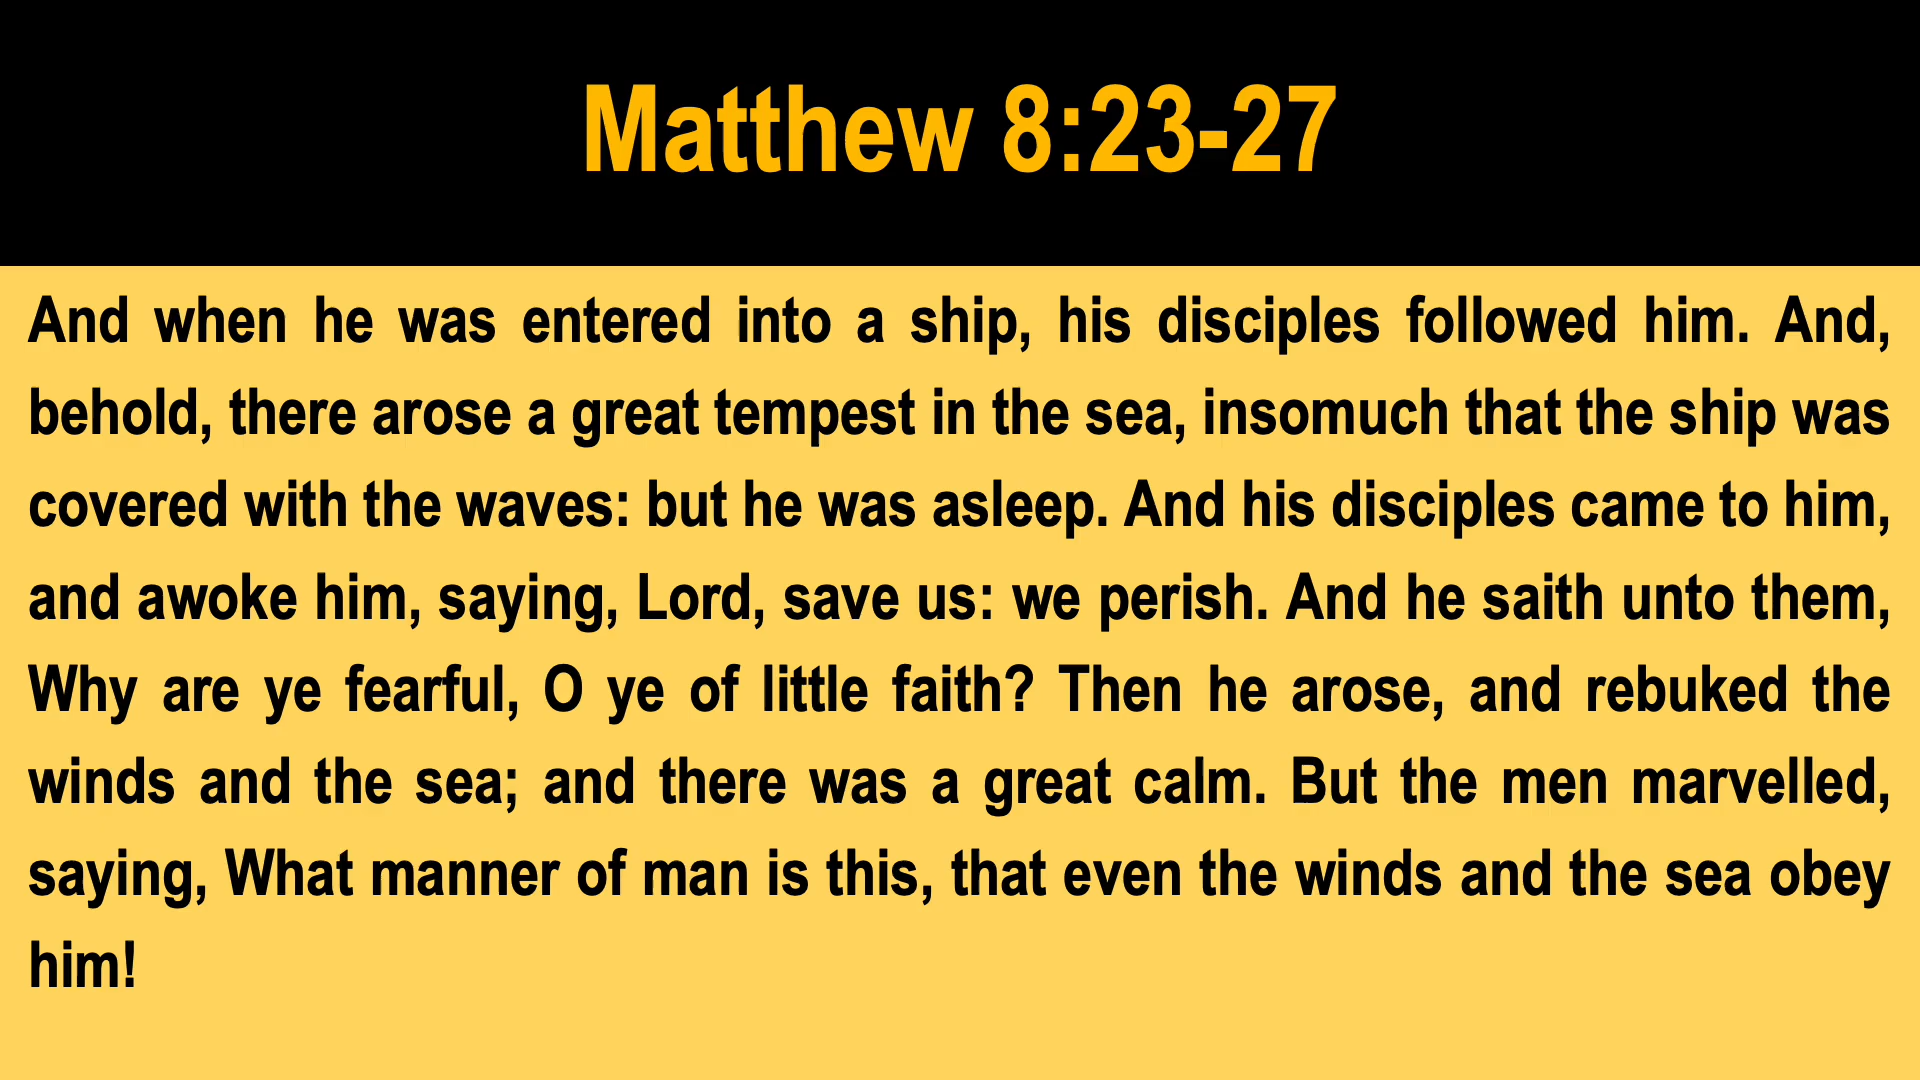 Matthew 8:23-27
And when he was entered into a ship, his disciples followed him. And,
behold, there arose a great tempest in the sea, insomuch that the ship was
covered with the waves: but he was asleep. And his disciples came to him,
and awoke him, saying, Lord, save us: we perish. And he saith unto them,
Why are ye fearful, O ye of little faith? Then he arose, and rebuked the
winds and the sea; and there was a great calm. But the men marvelled,
saying, What manner of man is this, that even the winds and the sea obey
him!